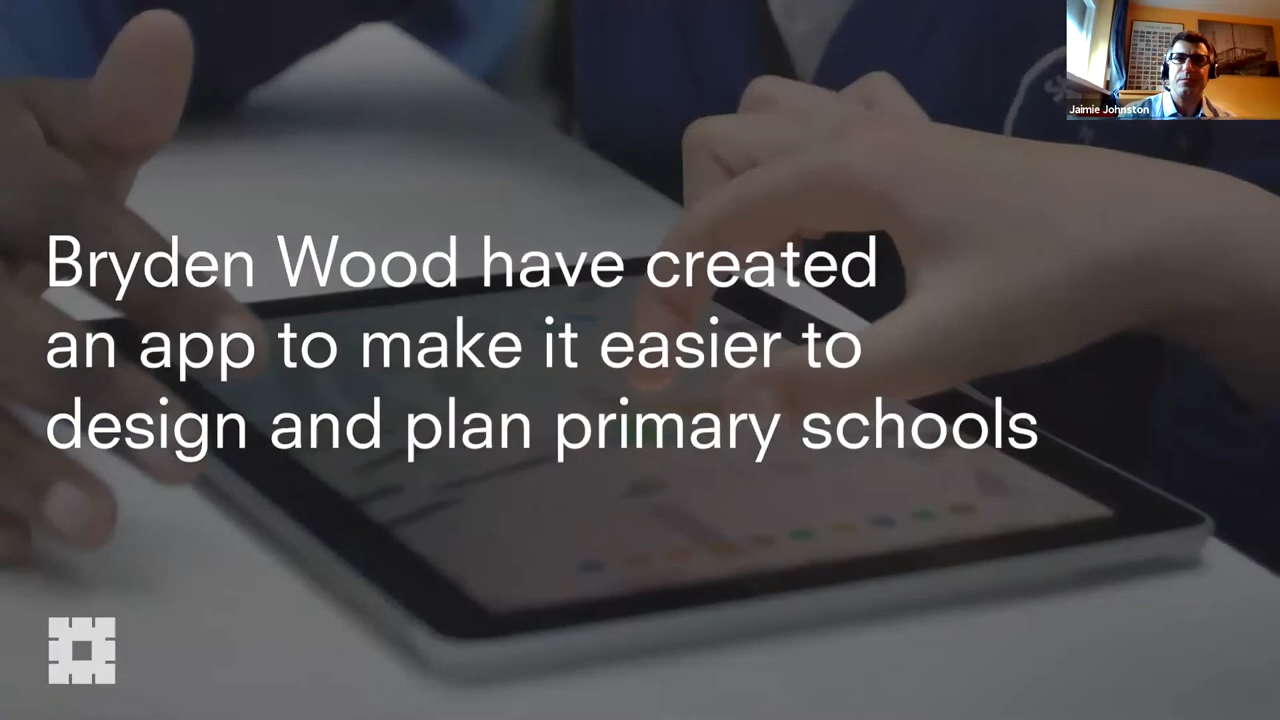 Jaimie Johnston
Bryden Wood have created
an app to make it easier to
design and plan primary schools